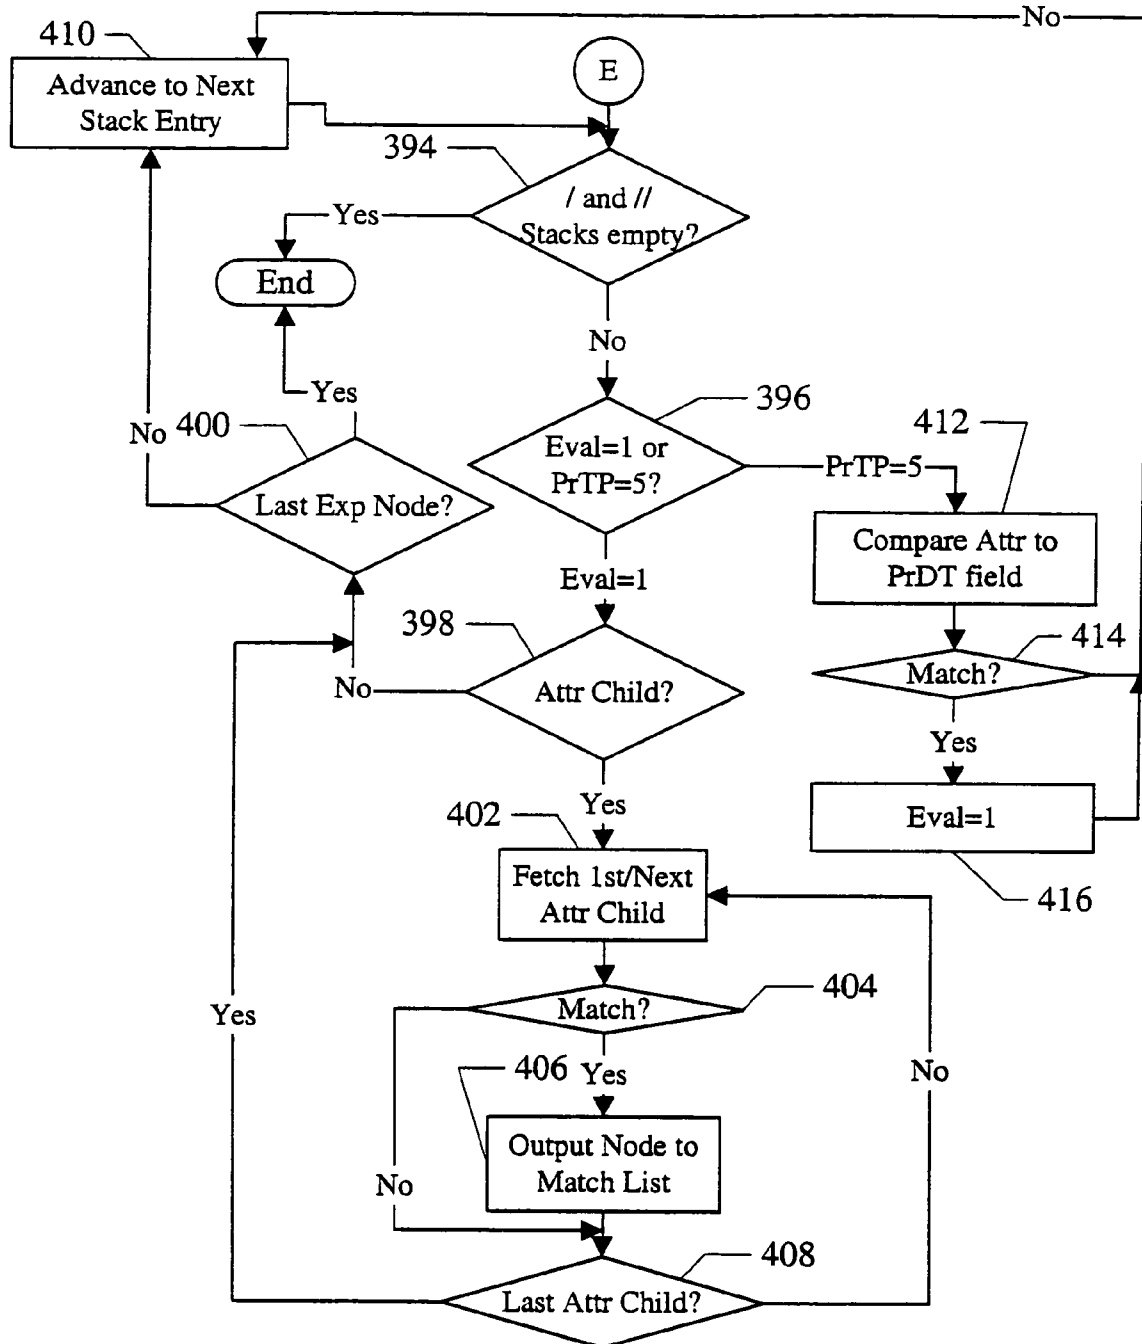 No
410
Advance to Next
Stack Entry
E
394
/ and //
Stacks empty?
Yes
End
No
Yes
400
No
Last Exp Node?
396
Eval=1 or
PrTP=5?
PrTP=5
412
Compare Attr to
PrDT field
Eval=1
398
Attr Child?
No
414
Match?
Yes
Eval=1
416
Yes
402
Fetch 1st/Next
Attr Child
404
Match?
Yes
No
406
Yes
Output Node to
Match List
No
408
Last Attr Child?